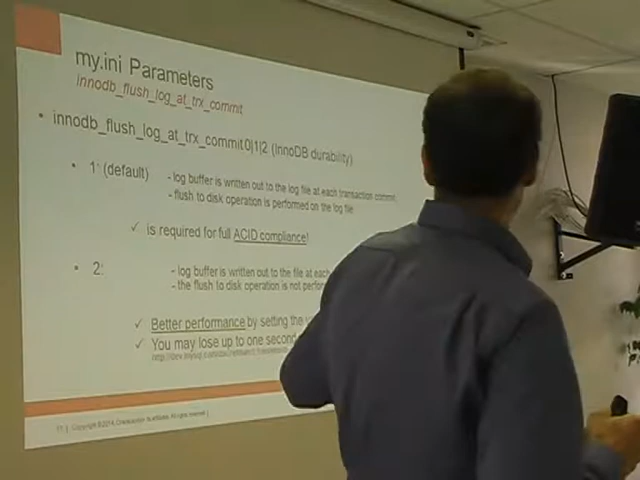 my.ini Parameters
innodb_flush_log_at_trx_commit
• innodb_flush_log_at_trx_commit 0|1|2 (InnoDB durability)
• 1: (default) - log buffer is written out to the log file at each transaction commit
- flush to disk operation is performed on the log file
✓ is required for full ACID compliance!
• 2: - log buffer is written out to the file at each
- the flush to disk operation is not
✓ Better performance by setting the
✓ You may lose up to one second